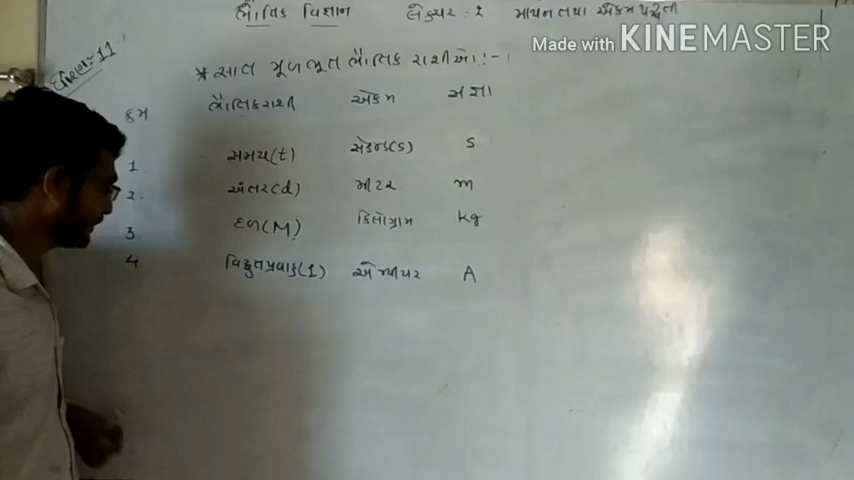 ભૌતિક વિજ્ઞાન લેક્ચર : ૨ માપન તથા એકમ પદ્ધતી
Made with KINEMASTER
ધોરણ:-11
* સાત મૂળભૂત ભૌતિક રાશીઓ :-
ક્રમ ભૌતિકરાશી એકમ સંજ્ઞા
1 સમય(t) સેકન્ડ(s) s
2. અંતર(d) મીટર m
3 દળ(M) કિલોગ્રામ kg
4 વિદ્યુતપ્રવાહ(I) એમ્પીયર A